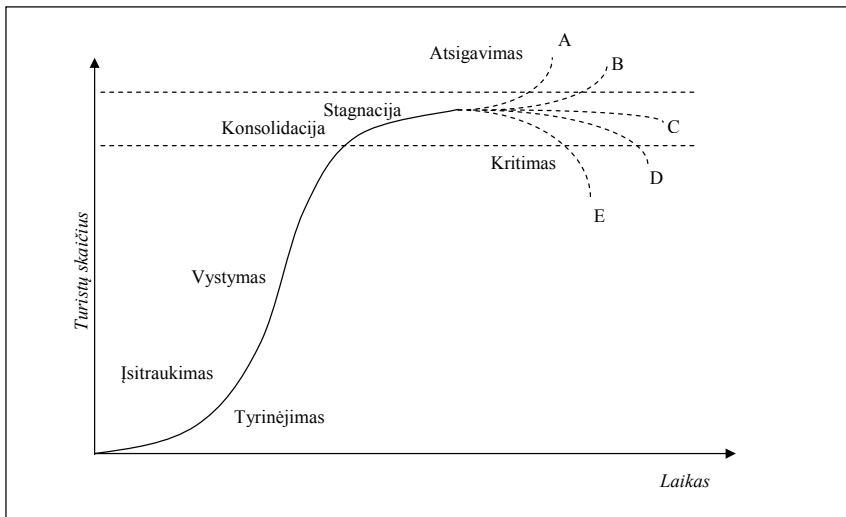 A
Atsigavimas
B
Stagnacija
Konsolidacija
C
Kritimas
D
E
Turistų skaičius
Vystymas
Įsitraukimas
Tyrinėjimas
Laikas